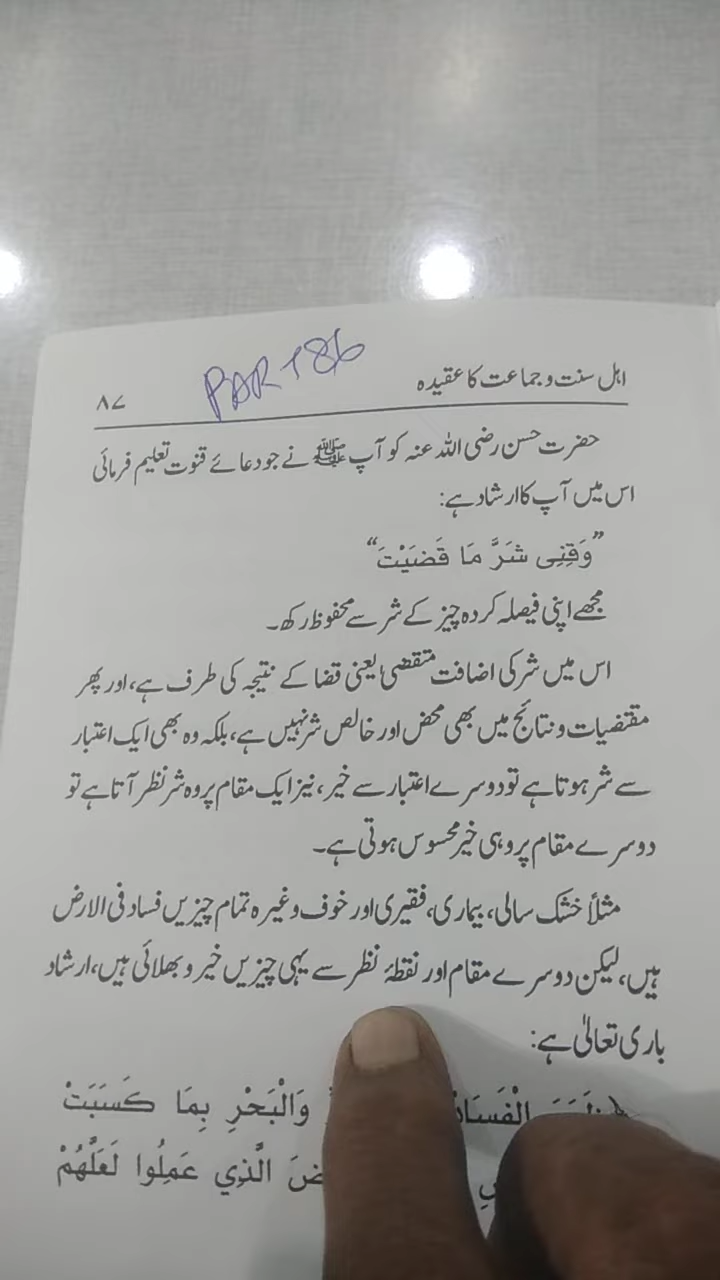 PART 86
اہل سنت و جماعت کا عقیدہ ۸۷
حضرت حسن رضی اللہ عنہ کو آپ ﷺ نے جو دعائے قنوت تعلیم فرمائی
اس میں آپ کا ارشاد ہے:
”وَقِنِی شَرَّ مَا قَضَیْتَ“
مجھے اپنی فیصلہ کردہ چیز کے شر سے محفوظ رکھ۔
اس میں شر کی اضافت مقتضیٰ یعنی قضا کے نتیجہ کی طرف ہے، اور پھر
مقتضیات و نتائج میں بھی محض اور خالص شر نہیں ہے، بلکہ وہ بھی ایک اعتبار
سے شر ہوتا ہے تو دوسرے اعتبار سے خیر، نیز ایک مقام پر وہ شر نظر آتا ہے تو
دوسرے مقام پر وہی خیر محسوس ہوتی ہے۔
مثلاً خشک سالی، بیماری، فقیری اور خوف وغیرہ تمام چیزیں فساد فی الارض
ہیں، لیکن دوسرے مقام اور نقطۂ نظر سے یہی چیزیں خیر و بھلائی ہیں، ارشاد
باری تعالیٰ ہے:
وَالْبَحْرِ بِمَا كَسَبَتْ
الَّذِي عَمِلُوا لَعَلَّهُمْ